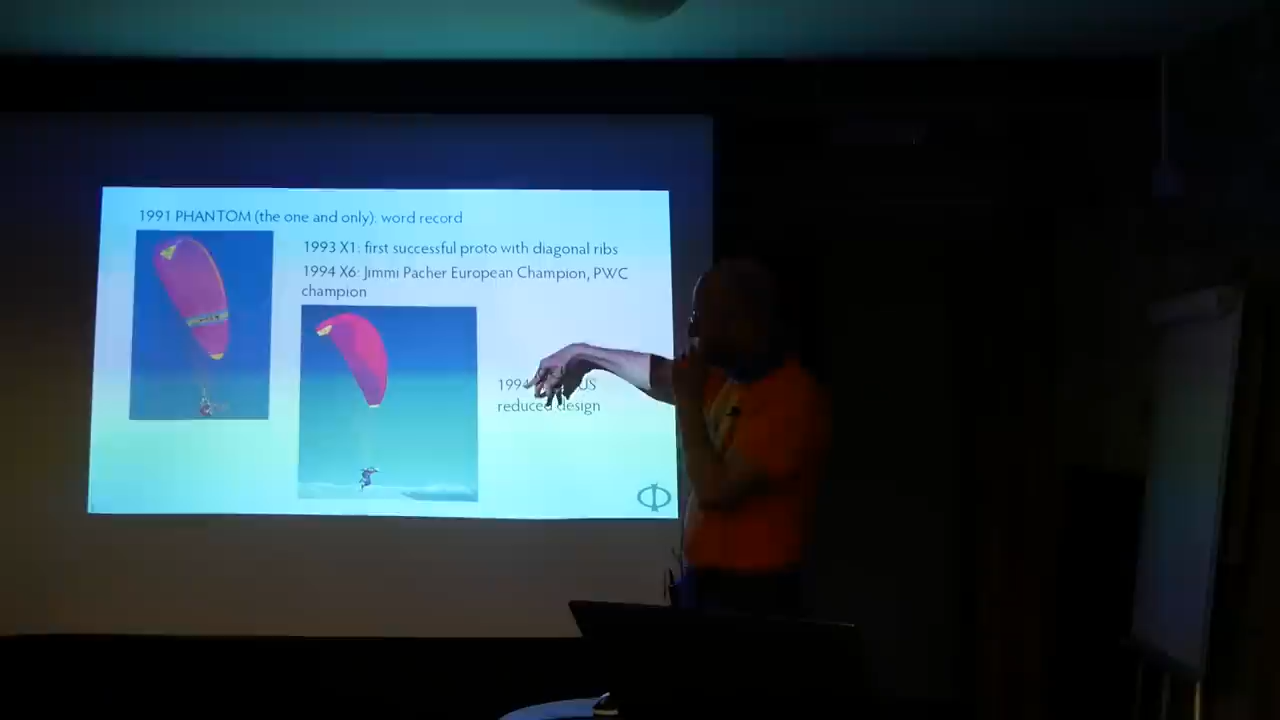 1991 PHANTOM (the one and only): word record
1993 X1: first successful proto with diagonal ribs
1994 X6: Jimmi Pacher European Champion, PWC
champion
1994
reduced design